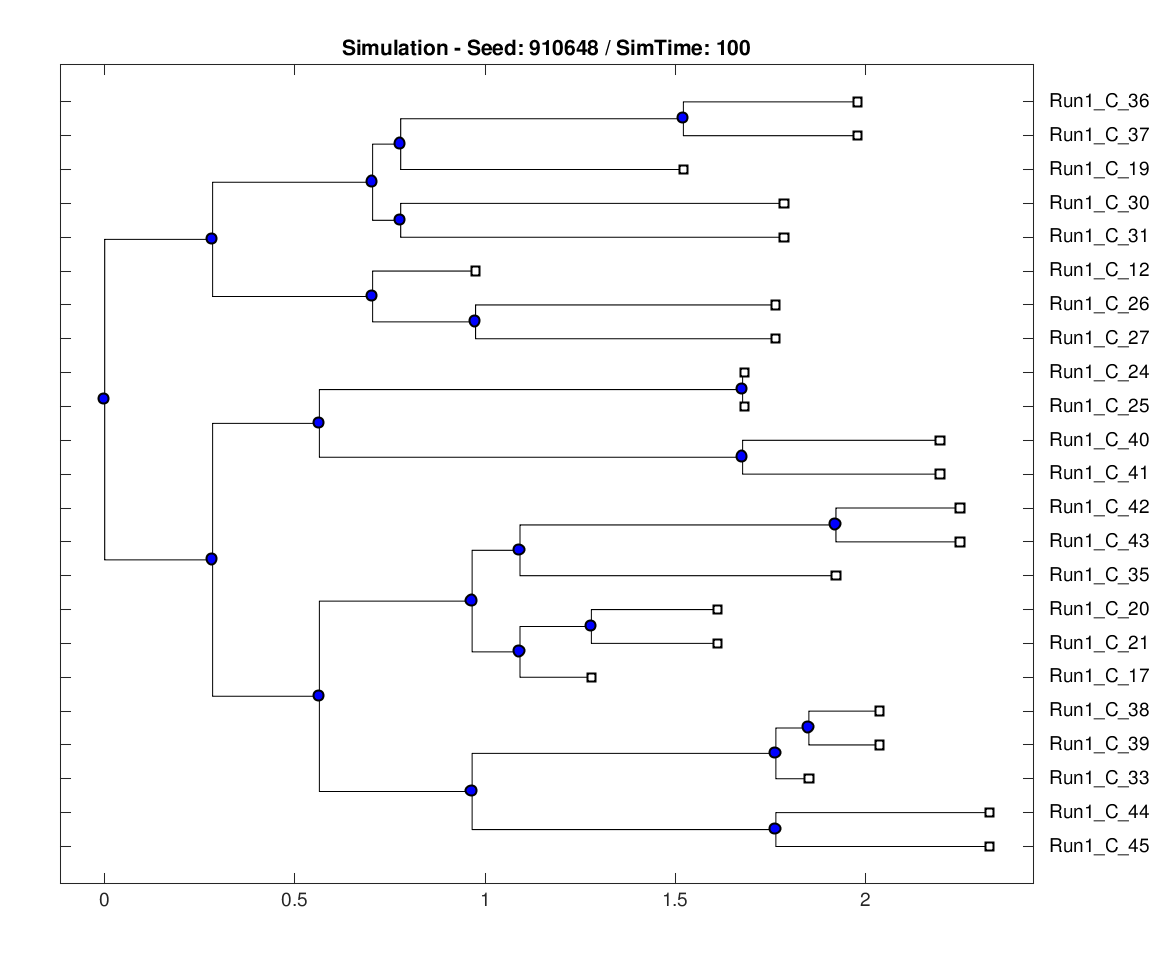 Simulation - Seed: 910648 / SimTime: 100
Run1_C_36
Run1_C_37
Run1_C_19
Run1_C_30
Run1_C_31
Run1_C_12
Run1_C_26
Run1_C_27
Run1_C_24
Run1_C_25
Run1_C_40
Run1_C_41
Run1_C_42
Run1_C_43
Run1_C_35
Run1_C_20
Run1_C_21
Run1_C_17
Run1_C_38
Run1_C_39
Run1_C_33
Run1_C_44
Run1_C_45
0 0.5 1 1.5 2